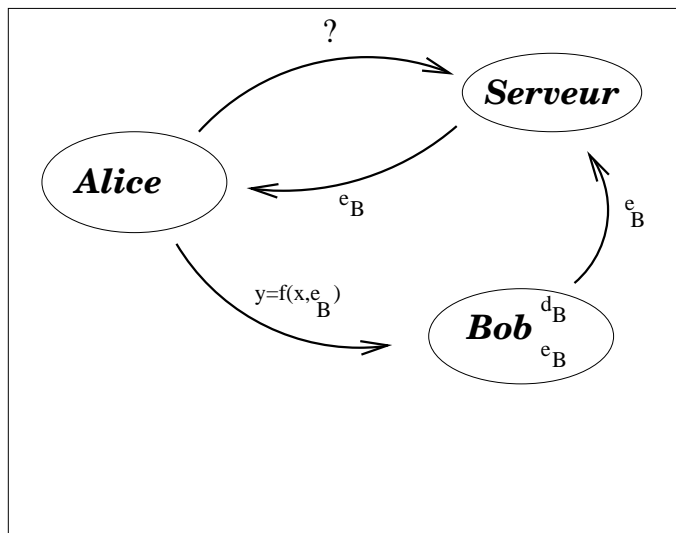 ?
Serveur
Alice
e_B
e_B
y=f(x,e_B)
Bob
d_B
e_B